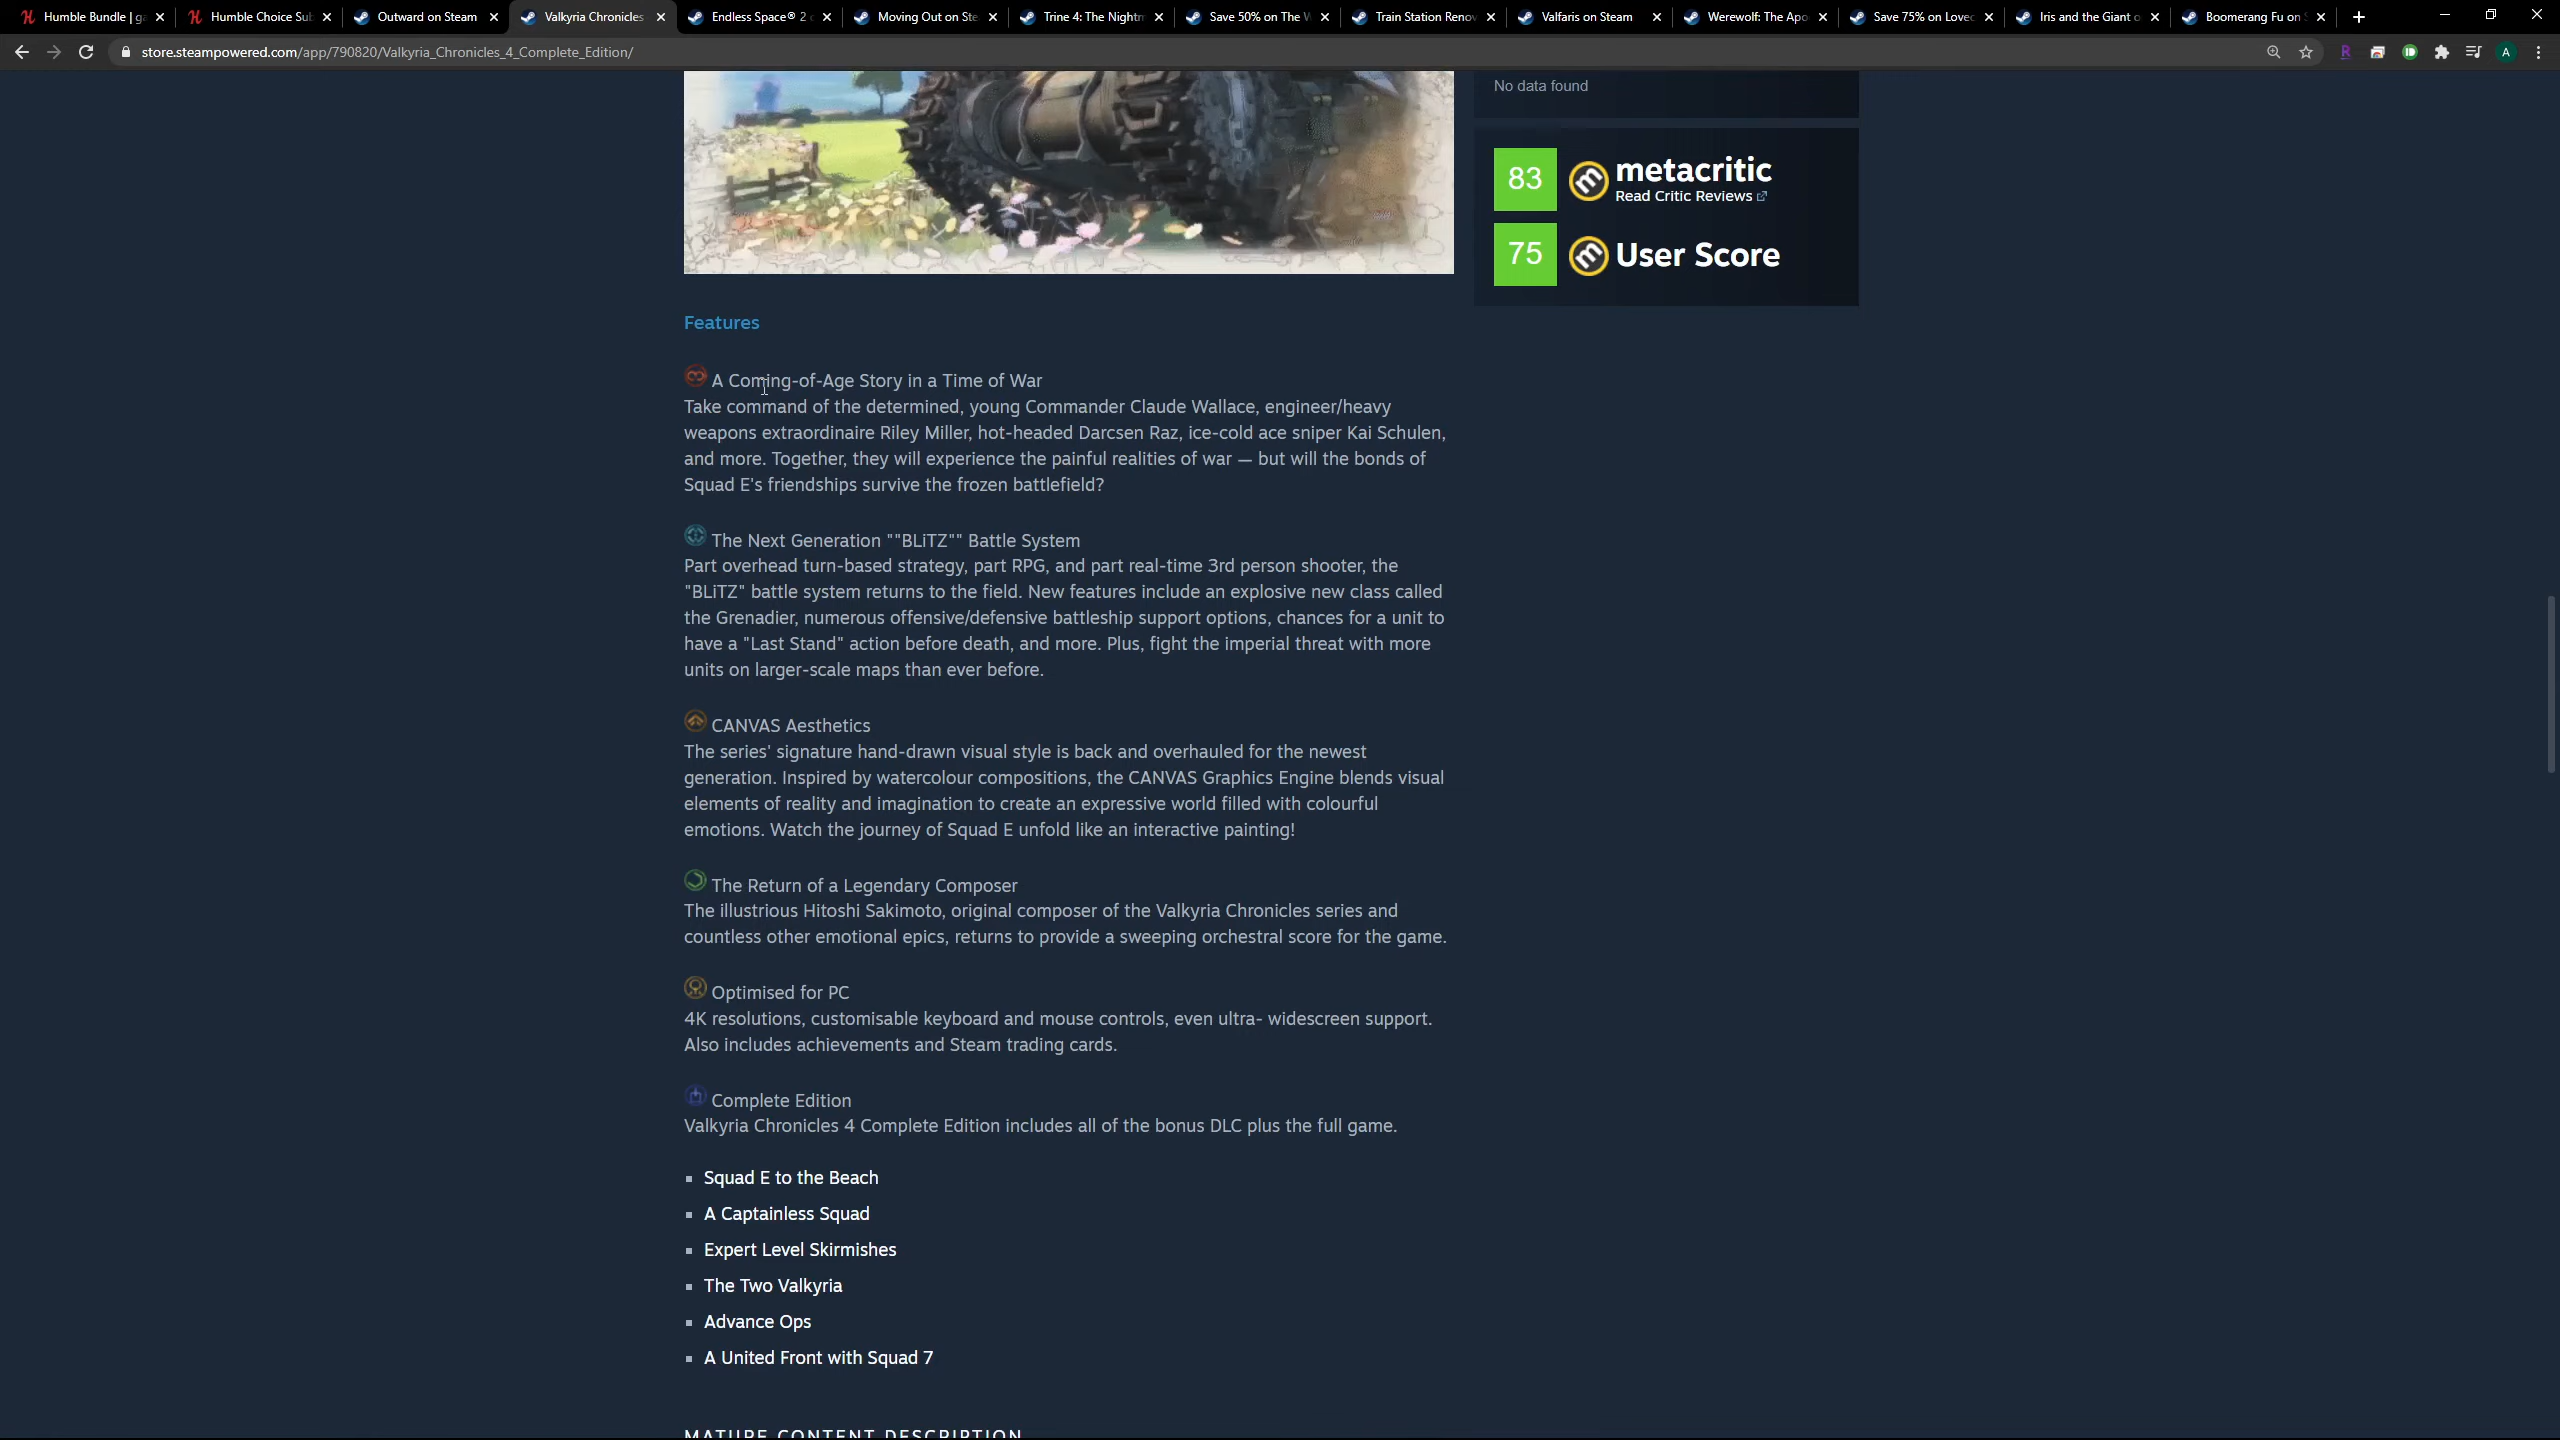 Humble Bundle | ga
Humble Choice Sub
Outward on Steam
Valkyria Chronicles
Endless Space® 2
Moving Out on Ste
Trine 4: The Nightm
Save 50% on The W
Train Station Renov
Valfaris on Steam
Werewolf: The Apo
Save 75% on Lovec
Iris and the Giant o
Boomerang Fu on S
store.steampowered.com/app/790820/Valkyria_Chronicles_4_Complete_Edition/
A
No data found
83 metacritic
Read Critic Reviews
75 User Score
Features
A Coming-of-Age Story in a Time of War
Take command of the determined, young Commander Claude Wallace, engineer/heavy
weapons extraordinaire Riley Miller, hot-headed Darcsen Raz, ice-cold ace sniper Kai Schulen,
and more. Together, they will experience the painful realities of war — but will the bonds of
Squad E's friendships survive the frozen battlefield?
The Next Generation ""BLiTZ"" Battle System
Part overhead turn-based strategy, part RPG, and part real-time 3rd person shooter, the
"BLiTZ" battle system returns to the field. New features include an explosive new class called
the Grenadier, numerous offensive/defensive battleship support options, chances for a unit to
have a "Last Stand" action before death, and more. Plus, fight the imperial threat with more
units on larger-scale maps than ever before.
CANVAS Aesthetics
The series' signature hand-drawn visual style is back and overhauled for the newest
generation. Inspired by watercolour compositions, the CANVAS Graphics Engine blends visual
elements of reality and imagination to create an expressive world filled with colourful
emotions. Watch the journey of Squad E unfold like an interactive painting!
The Return of a Legendary Composer
The illustrious Hitoshi Sakimoto, original composer of the Valkyria Chronicles series and
countless other emotional epics, returns to provide a sweeping orchestral score for the game.
Optimised for PC
4K resolutions, customisable keyboard and mouse controls, even ultra- widescreen support.
Also includes achievements and Steam trading cards.
Complete Edition
Valkyria Chronicles 4 Complete Edition includes all of the bonus DLC plus the full game.
Squad E to the Beach
A Captainless Squad
Expert Level Skirmishes
The Two Valkyria
Advance Ops
A United Front with Squad 7
MATURE CONTENT DESCRIPTION